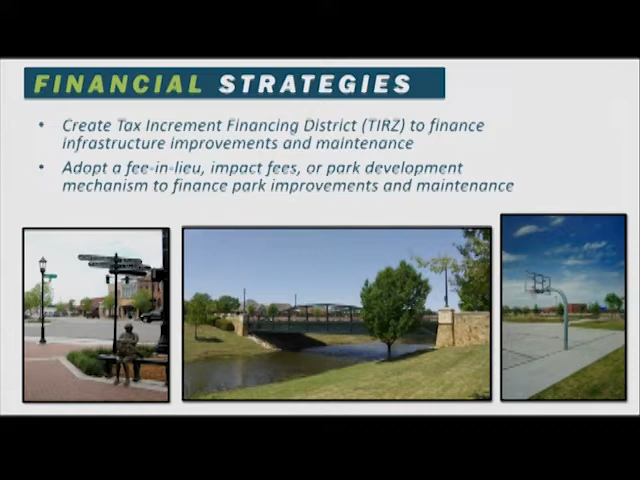 FINANCIAL STRATEGIES
• Create Tax Increment Financing District (TIRZ) to finance
infrastructure improvements and maintenance
• Adopt a fee-in-lieu, impact fees, or park development
mechanism to finance park improvements and maintenance